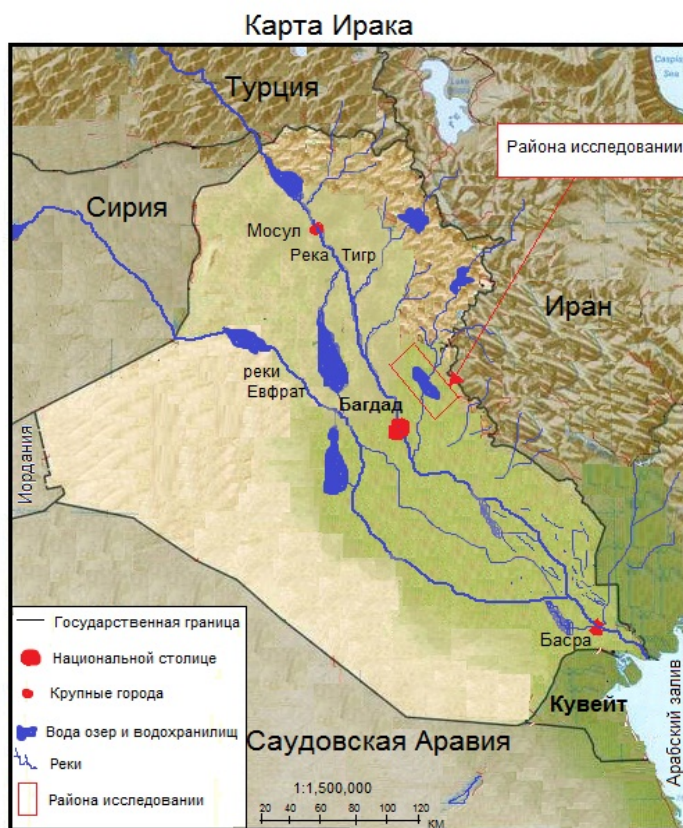 Карта Ирака
Турция
Caspian
Sea
Lake
Района исследовании
Сирия
Мосул
Река Тигр
Иран
реки
Евфрат
Багдад
Иордания
Басра
Кувейт
Арабский залив
Саудовская Аравия
Государственная граница
Национальной столице
Крупные города
Вода озер и водохранилищ
Реки
Района исследовании
1:1,500,000
20 40 60 80 100 120
км